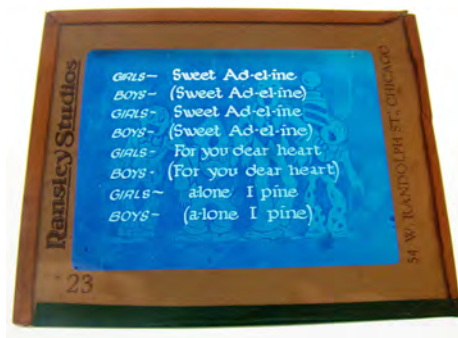 Ransley Studios
GIRLS- Sweet Ad-el-ine
BOYS- (Sweet Ad-el-ine)
GIRLS- Sweet Ad-el-ine
BOYS- (Sweet Ad-el-ine)
GIRLS- For you dear heart
BOYS- (For you dear heart)
GIRLS- a-lone I pine
BOYS- (a-lone I pine)
54 W. RANDOLPH ST., CHICAGO
23